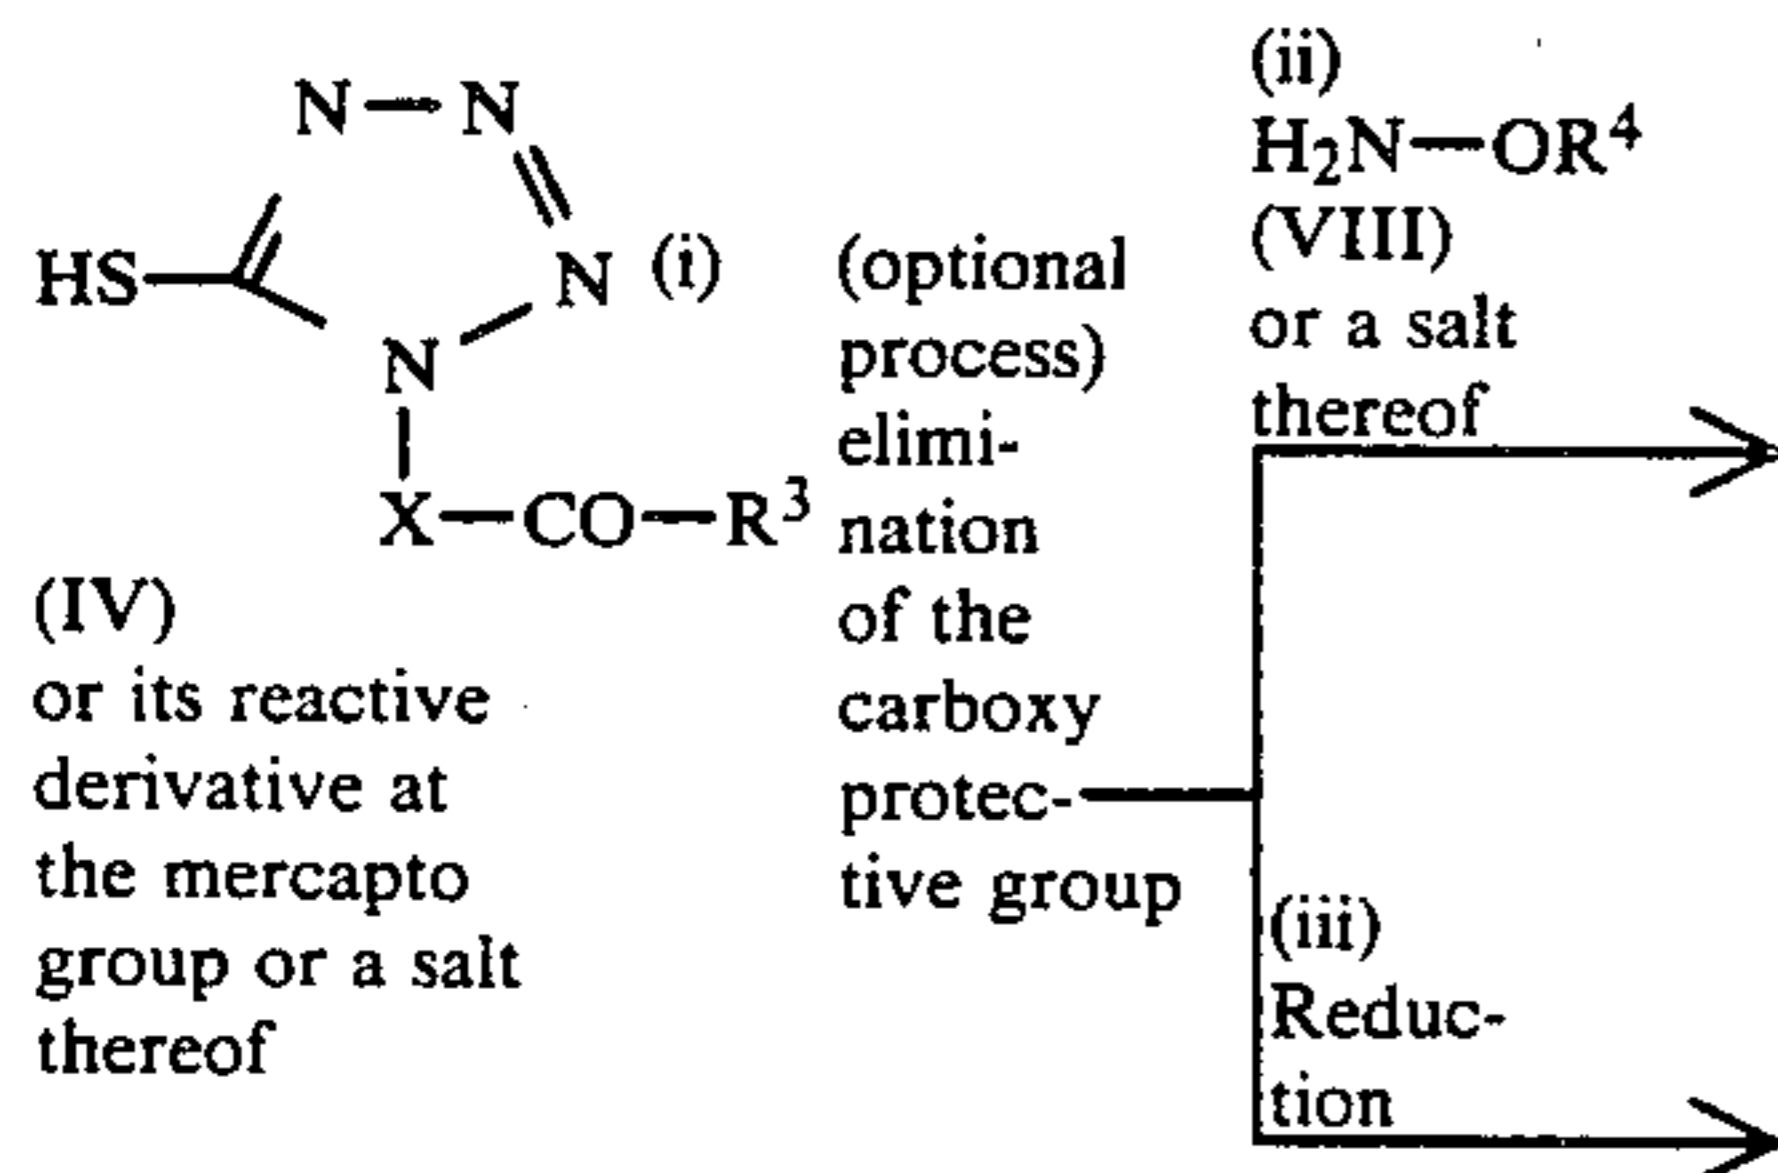 N—N
HS
N
N
(i)
X—CO—R³
(IV)
or its reactive
derivative at
the mercapto
group or a salt
thereof
(optional
process)
elimi-
nation
of the
carboxy
protec-
tive group
(ii)
H₂N—OR⁴
(VIII)
or a salt
thereof
(iii)
Reduc-
tion